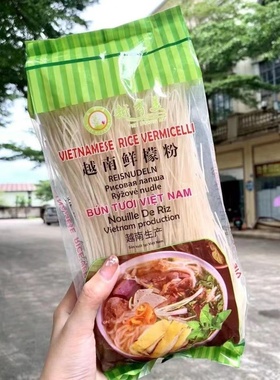 VIETNAMESE RICE VERMICELLI
越南鲜檬粉
REISNUDELN
Рисовая лапша
Rýžové nudle
BÚN TƯƠI VIỆT NAM
Nouille De Riz
Vietnam production
越南生产